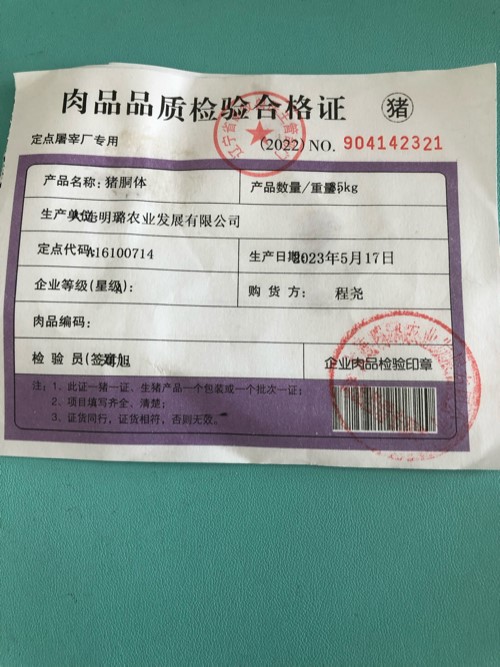 肉品品质检验合格证 猪
定点屠宰厂专用 (2022) NO. 904142321
产品名称:猪胴体 产品数量/重量:5kg
生产单位:大连明璐农业发展有限公司
定点代码:A16100714 生产日期:2023年5月17日
企业等级(星级):A 购 货 方: 程尧
肉品编码:
检 验 员(签章): 企业肉品检验印章
注: 1、此证一猪一证、生猪产品一个包装或一个批次一证;
2、项目填写齐全、清楚;
3、证货同行, 证货相符, 否则无效。